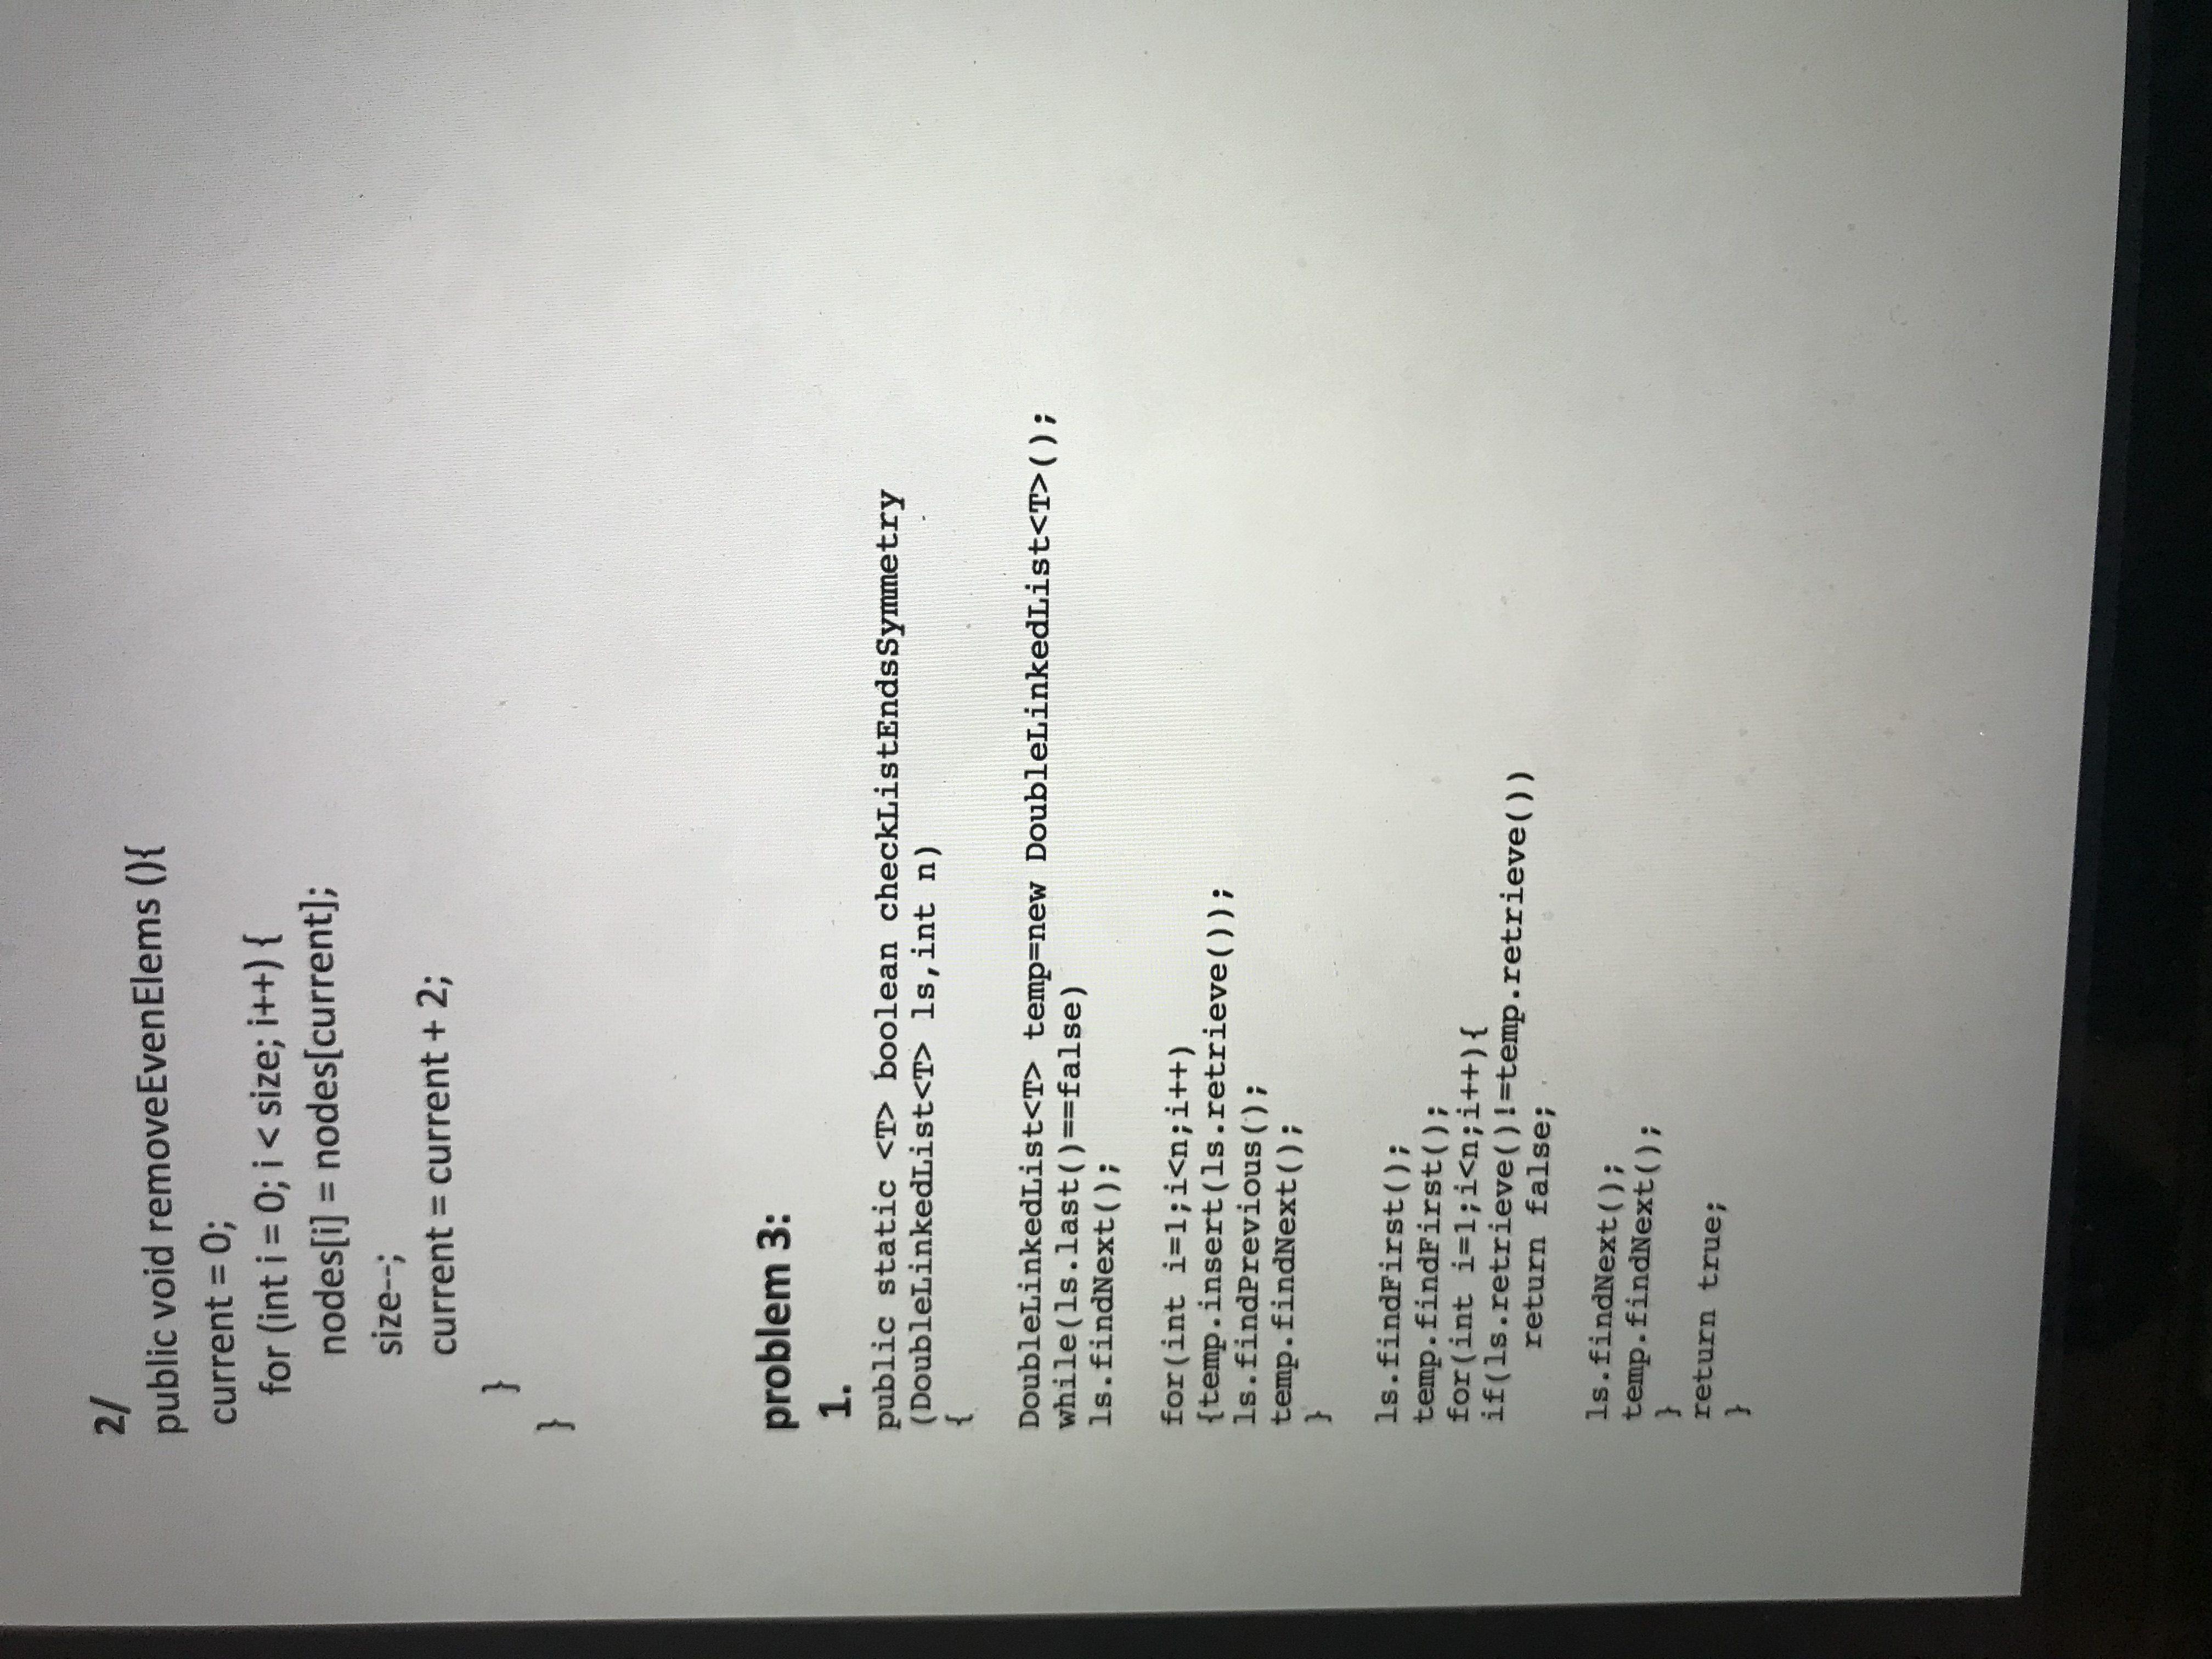 2/
public void removeEvenElems (){
current = 0;
for (int i = 0; i < size; i++) {
nodes[i] = nodes[current];
size--;
current = current + 2;
}
}
problem 3:
1.
public static <T> boolean checkListEndsSymmetry
(DoubleLinkedList<T> ls,int n)
{
DoubleLinkedList<T> temp=new DoubleLinkedList<T>();
while(ls.last()==false)
ls.findNext();
for(int i=1;i<n;i++)
{temp.insert(ls.retrieve());
ls.findPrevious();
temp.findNext();
}
ls.findFirst();
temp.findFirst();
for(int i=1;i<n;i++){
if(ls.retrieve()!=temp.retrieve())
return false;
ls.findNext();
temp.findNext();
}
return true;
}